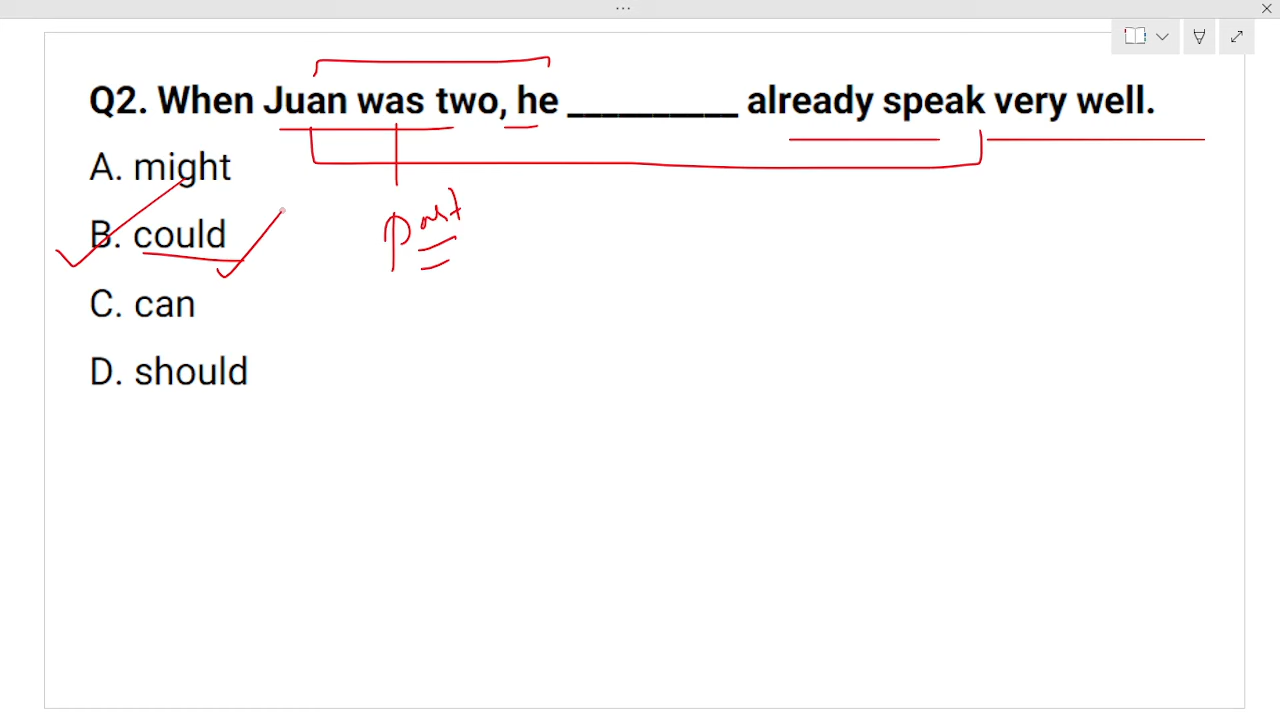 Q2. When Juan was two, he __________ already speak very well.
A. might
B. could
past
C. can
D. should